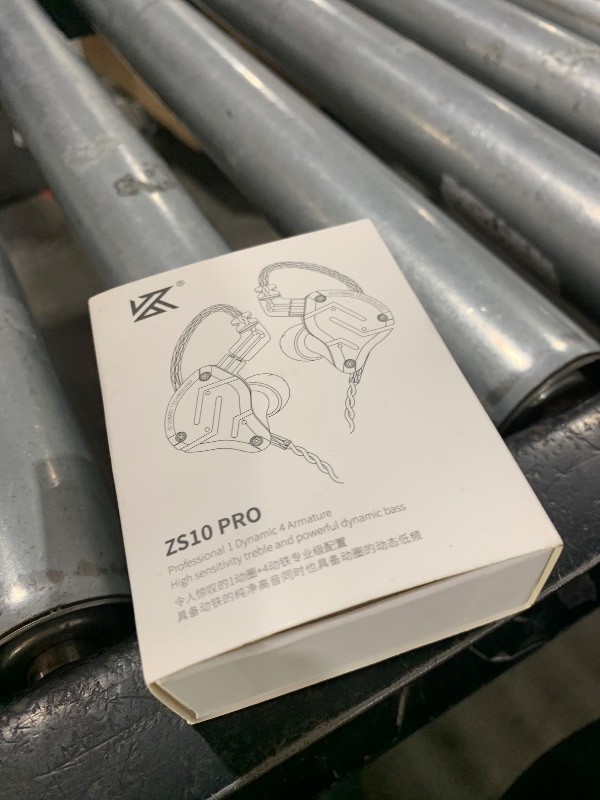 KZ®
ZS10 PRO
Professional 1 Dynamic 4 Armature
High sensitivity treble and powerful dynamic bass
令人惊叹的1动圈+4动铁专业级配置
具备动铁的纯净高音同时也具备动圈的动态低频